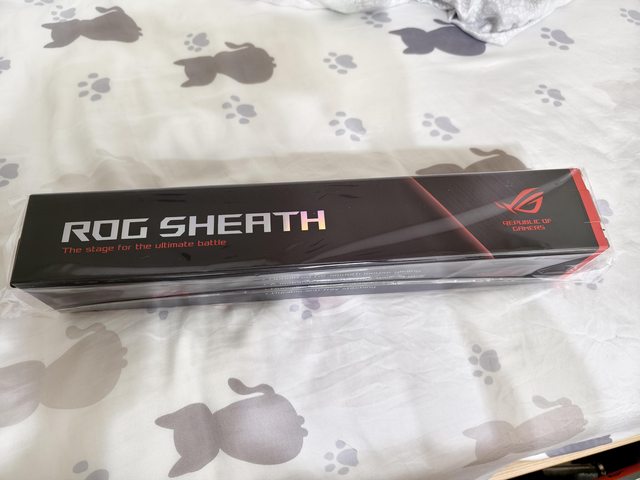 ROG SHEATH
The stage for the ultimate battle
REPUBLIC OF
GAMERS